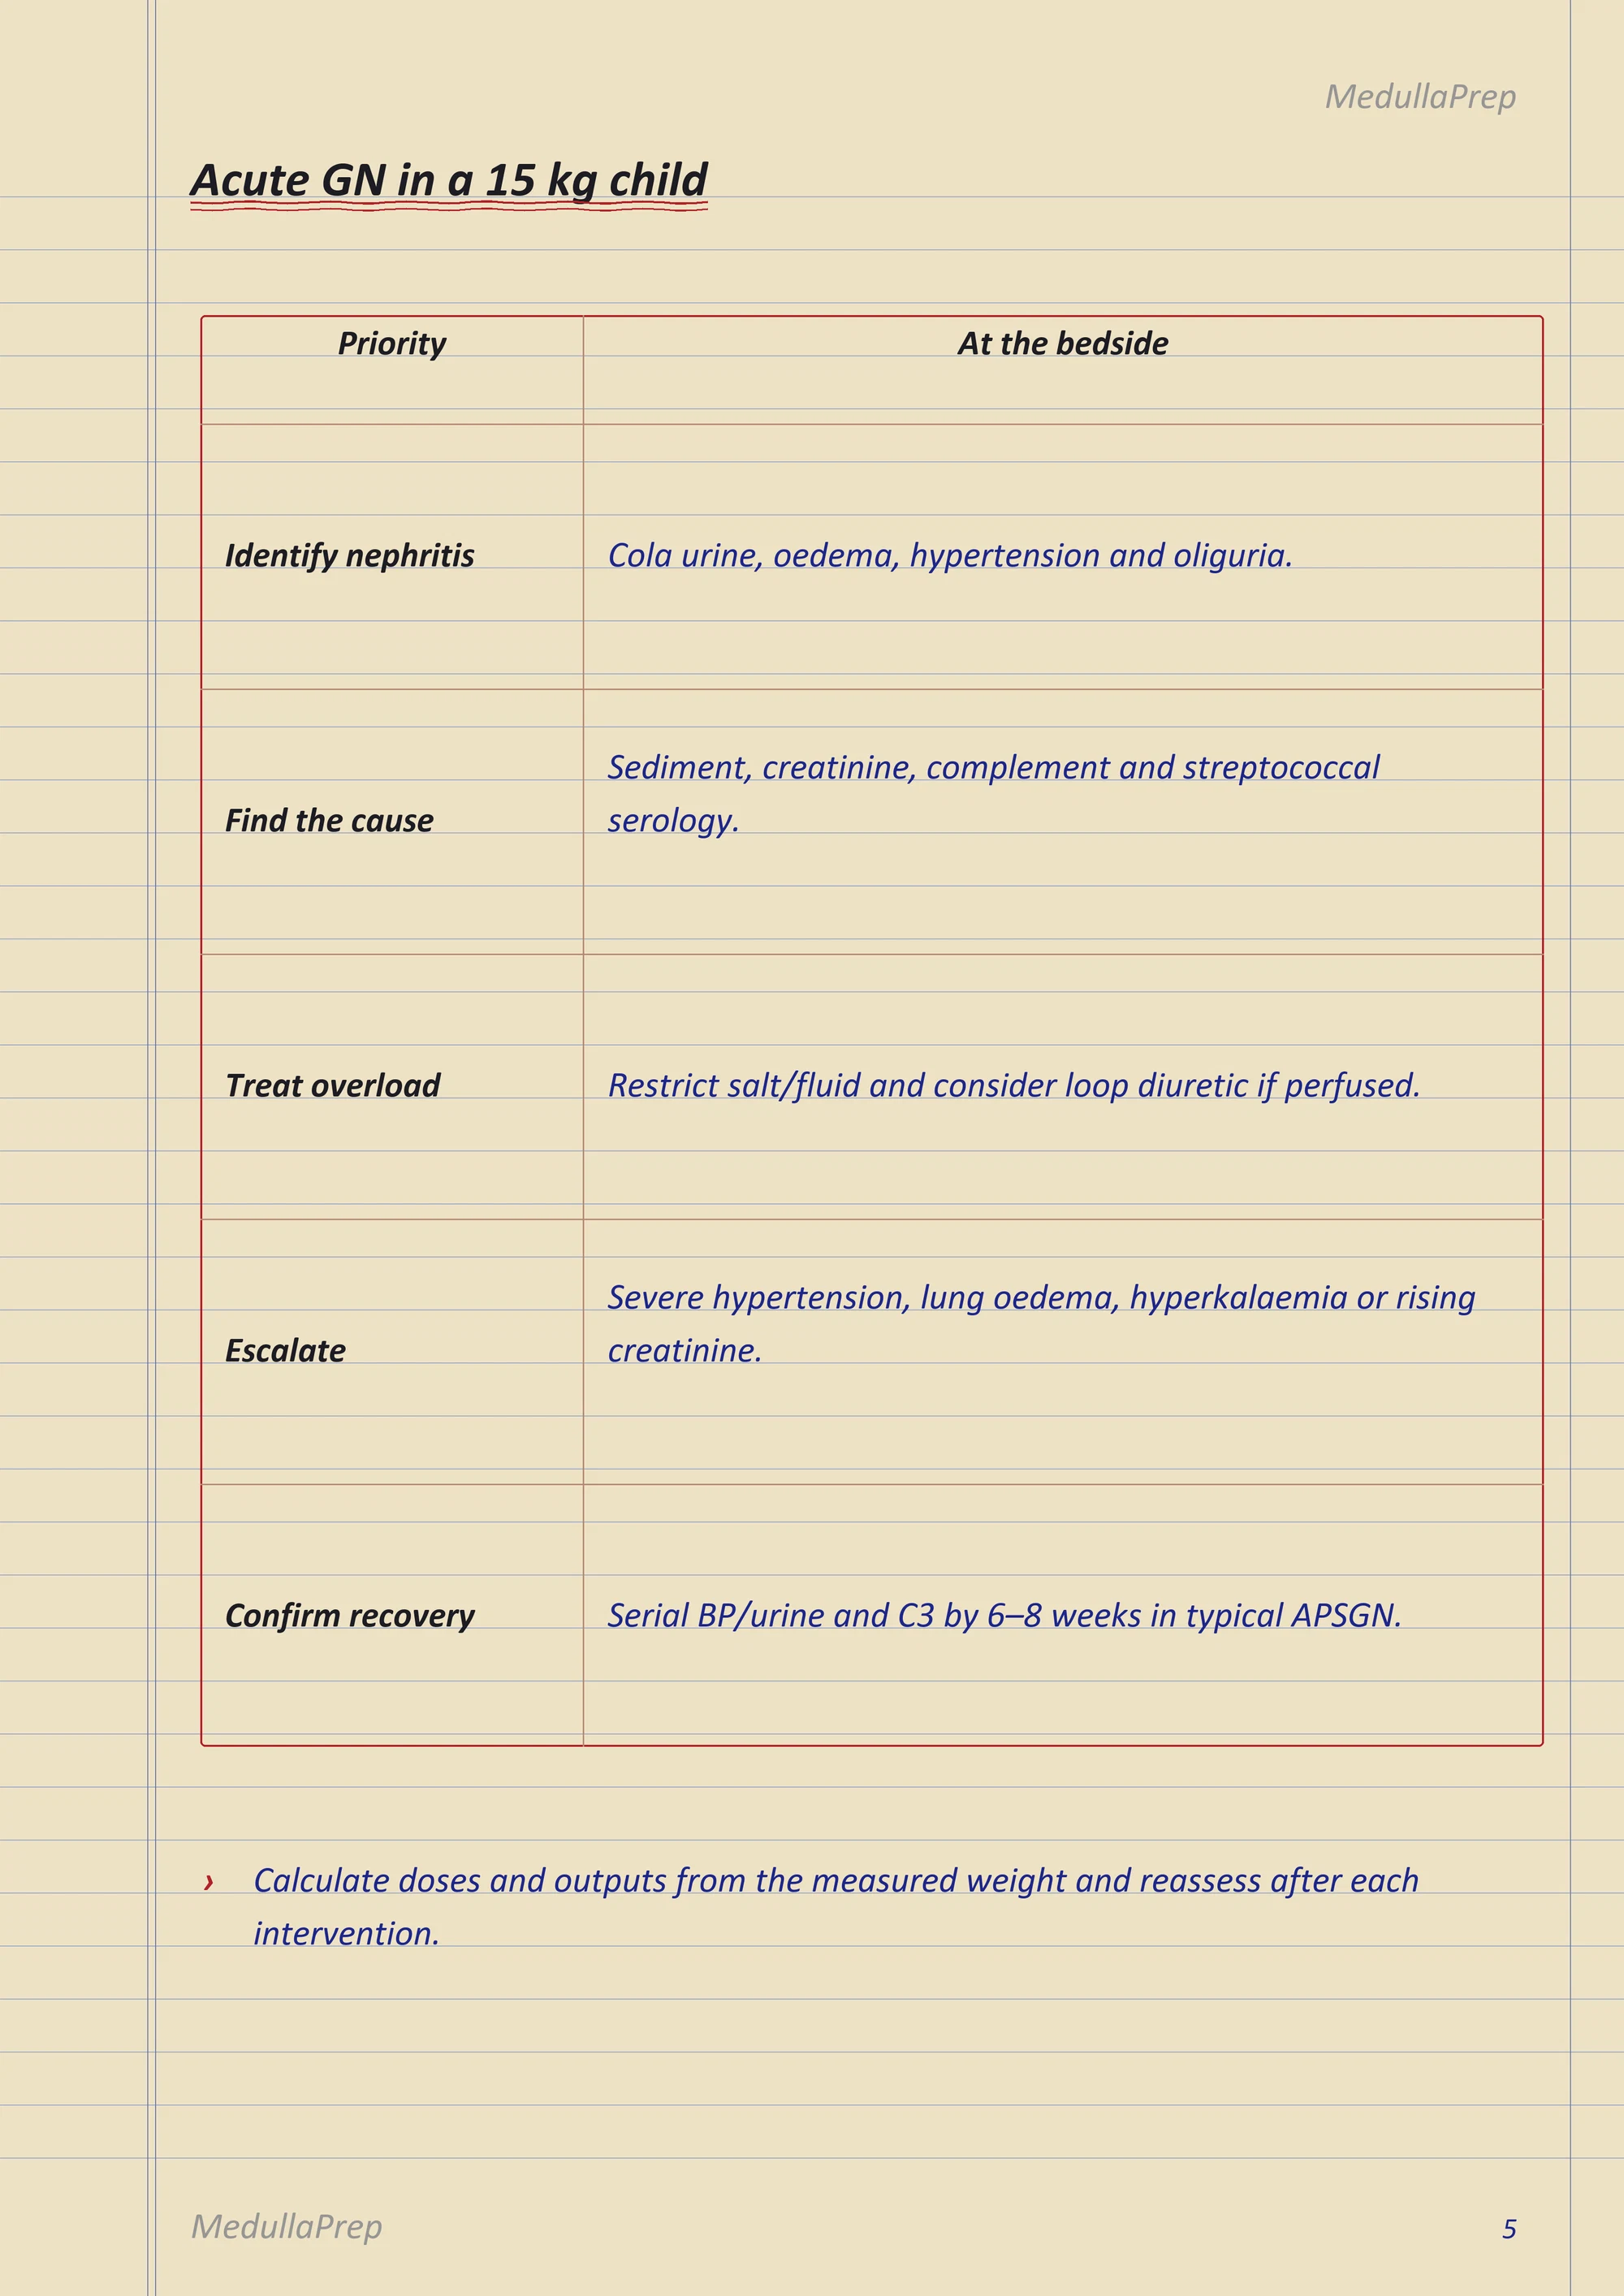 MedullaPrep
Acute GN in a 15 kg child
Priority
At the bedside
Identify nephritis
Cola urine, oedema, hypertension and oliguria.
Find the cause
Sediment, creatinine, complement and streptococcal
serology.
Treat overload
Restrict salt/fluid and consider loop diuretic if perfused.
Escalate
Severe hypertension, lung oedema, hyperkalaemia or rising
creatinine.
Confirm recovery
Serial BP/urine and C3 by 6–8 weeks in typical APSGN.
› Calculate doses and outputs from the measured weight and reassess after each
intervention.
MedullaPrep
5